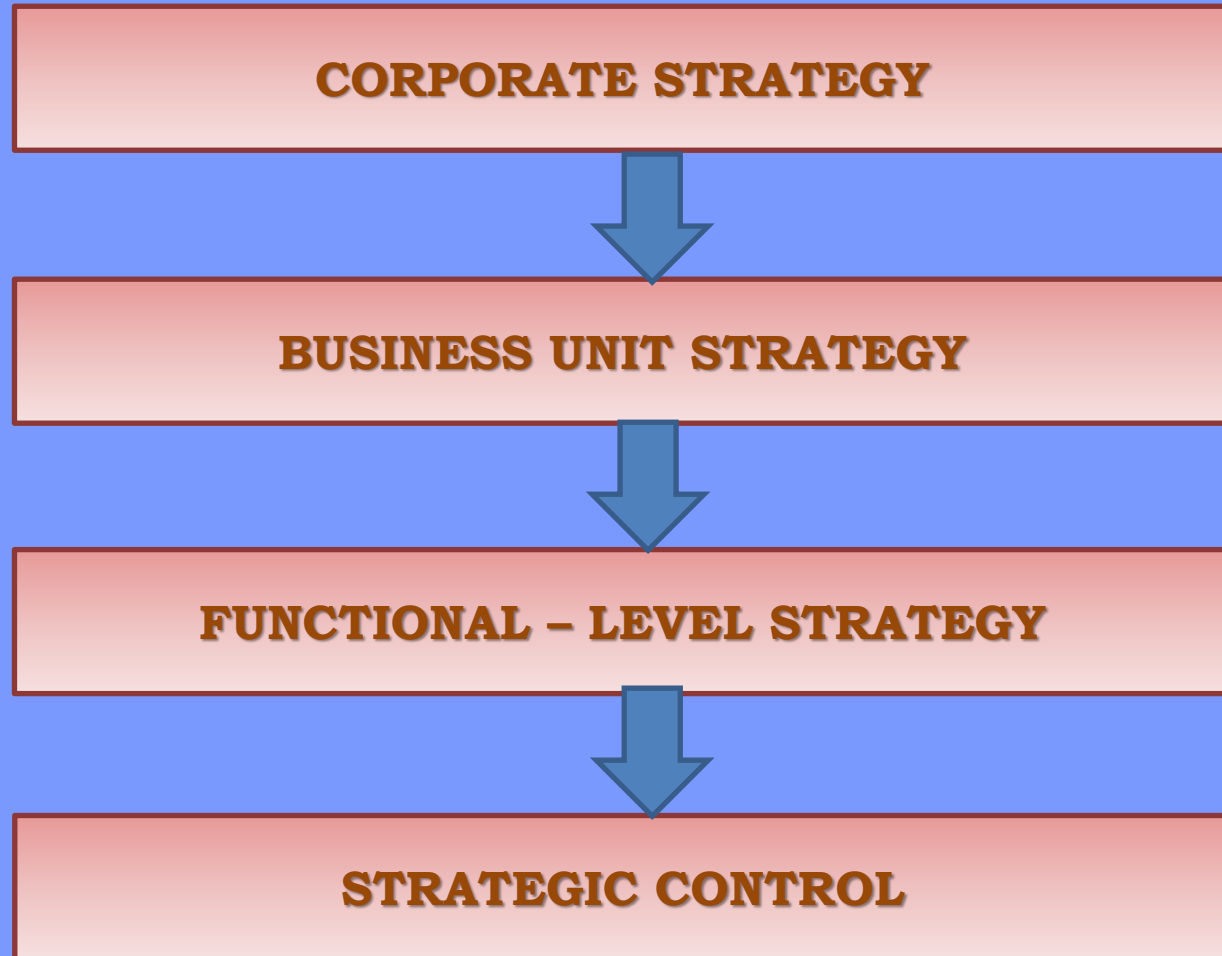 CORPORATE STRATEGY
BUSINESS UNIT STRATEGY
FUNCTIONAL – LEVEL STRATEGY
STRATEGIC CONTROL